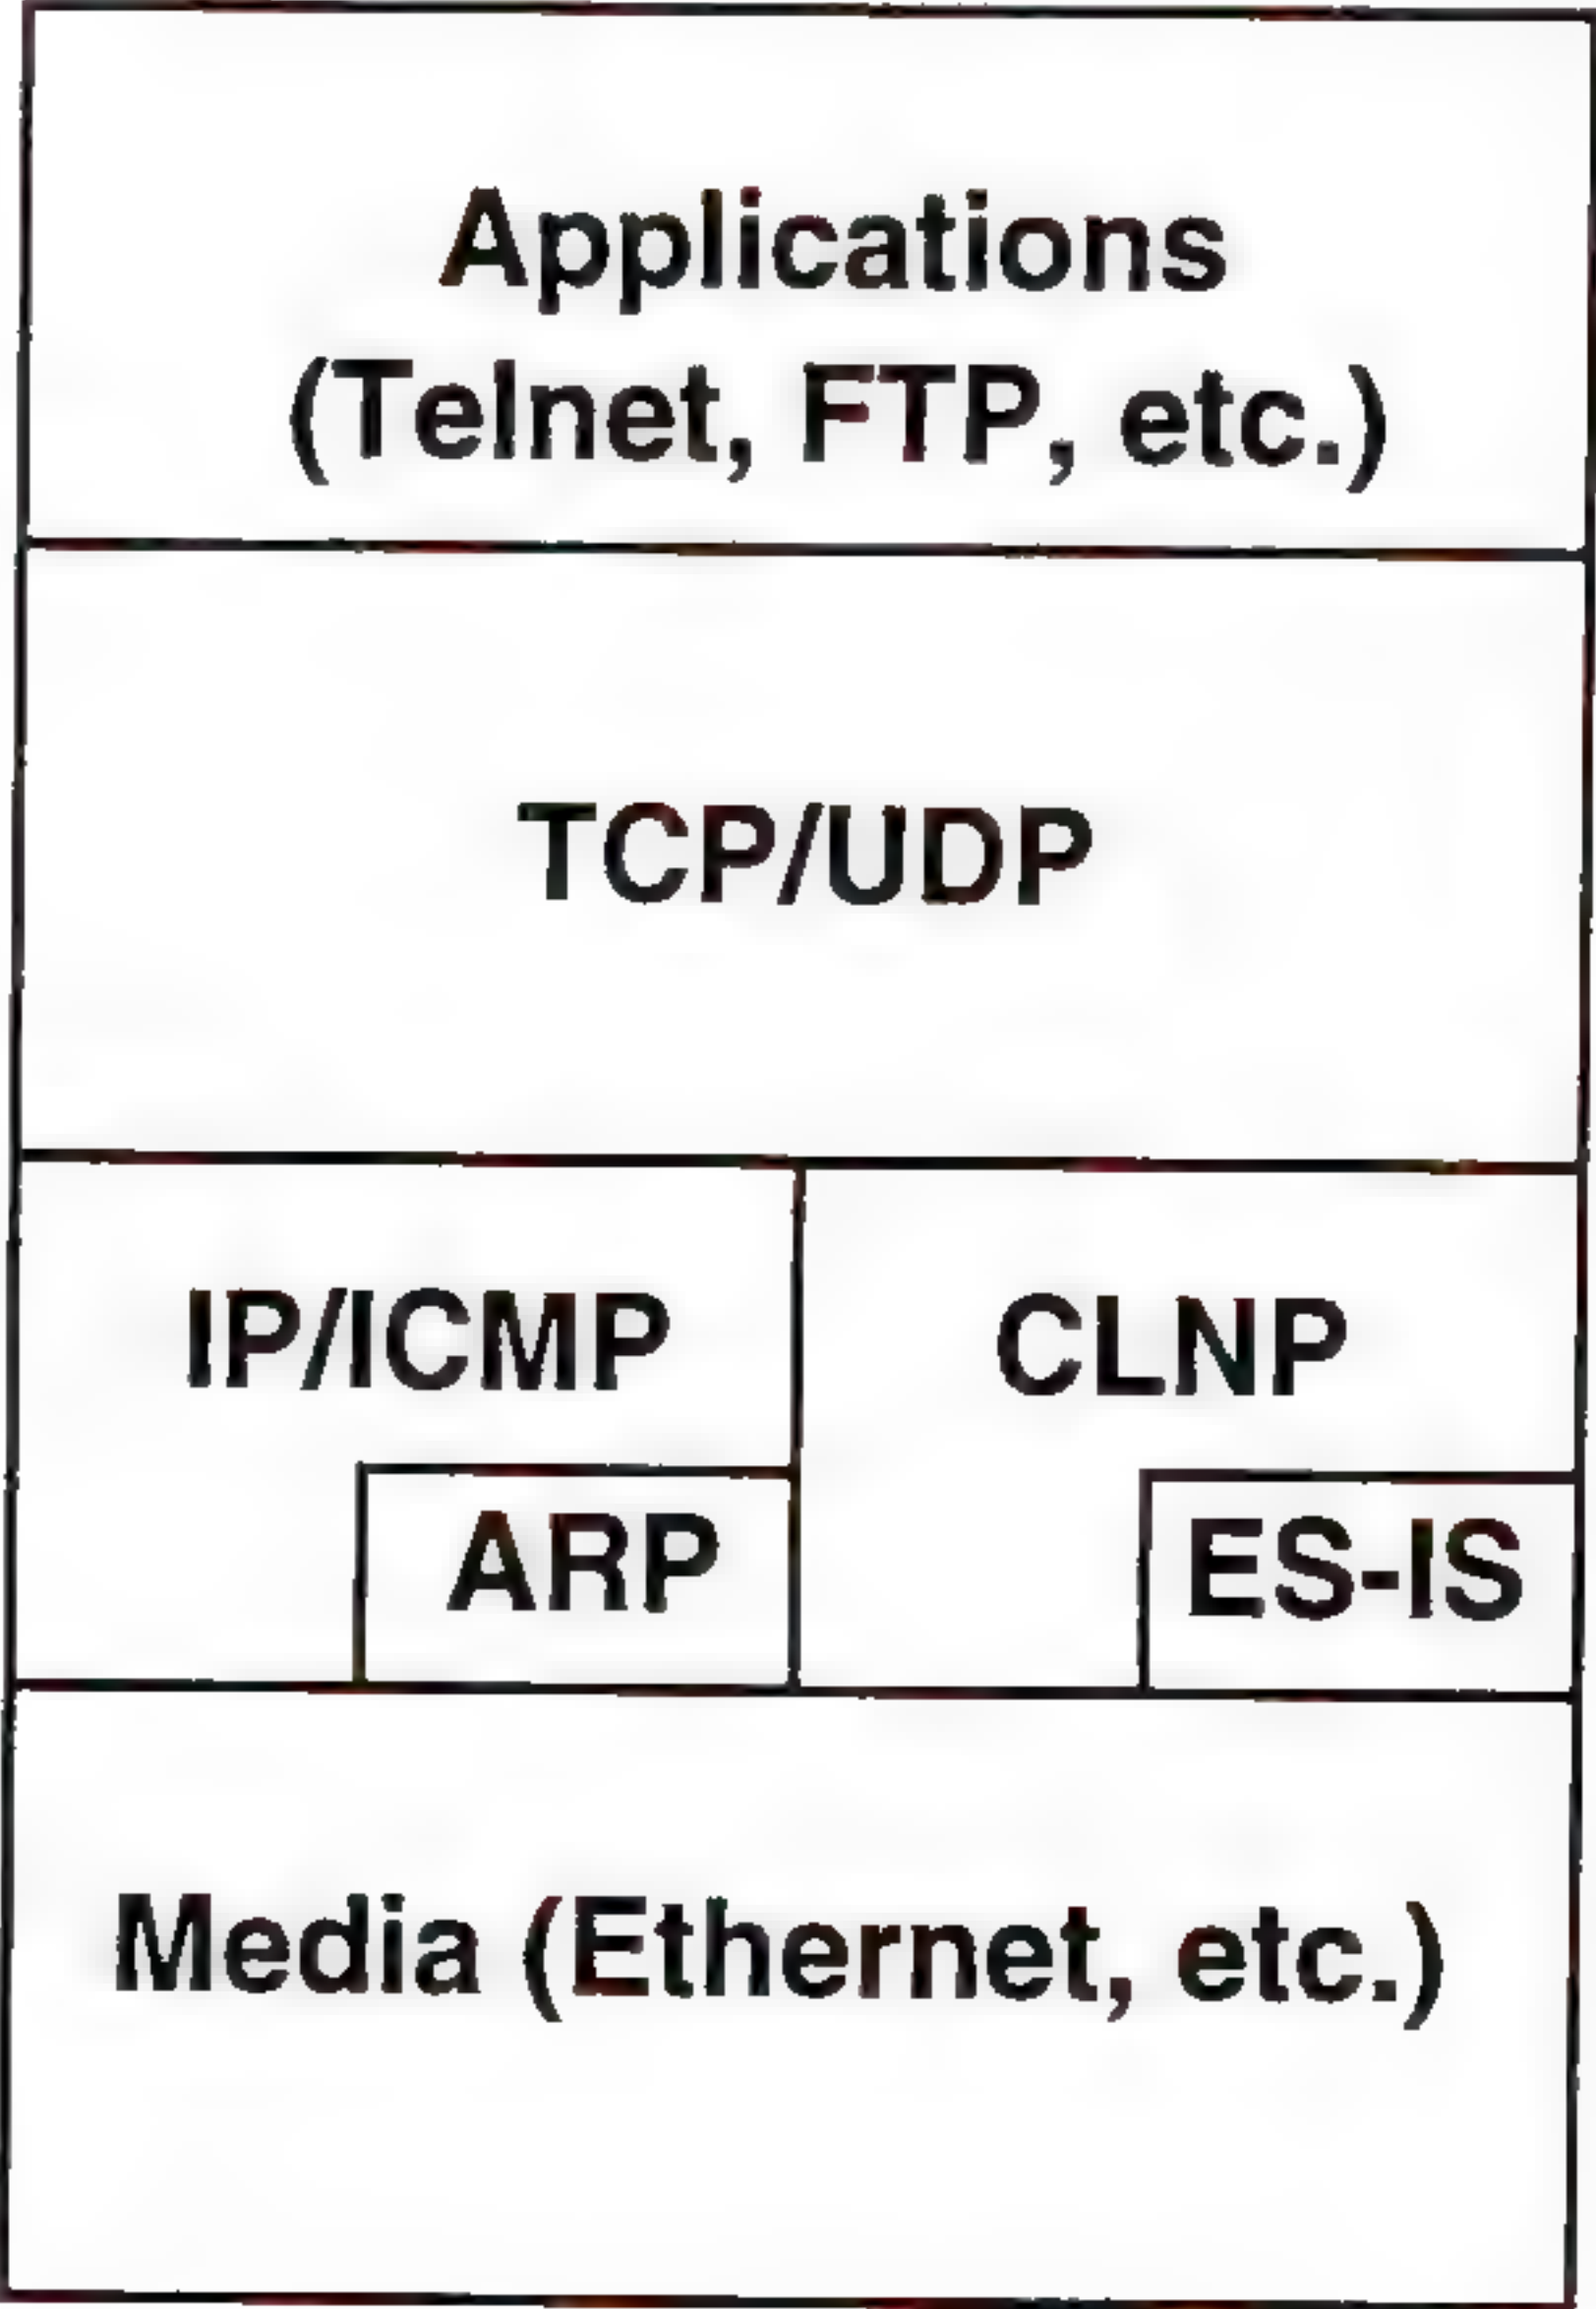 Applications
(Telnet, FTP, etc.)
TCP/UDP
IP/ICMP
CLNP
ARP
ES-IS
Media (Ethernet, etc.)